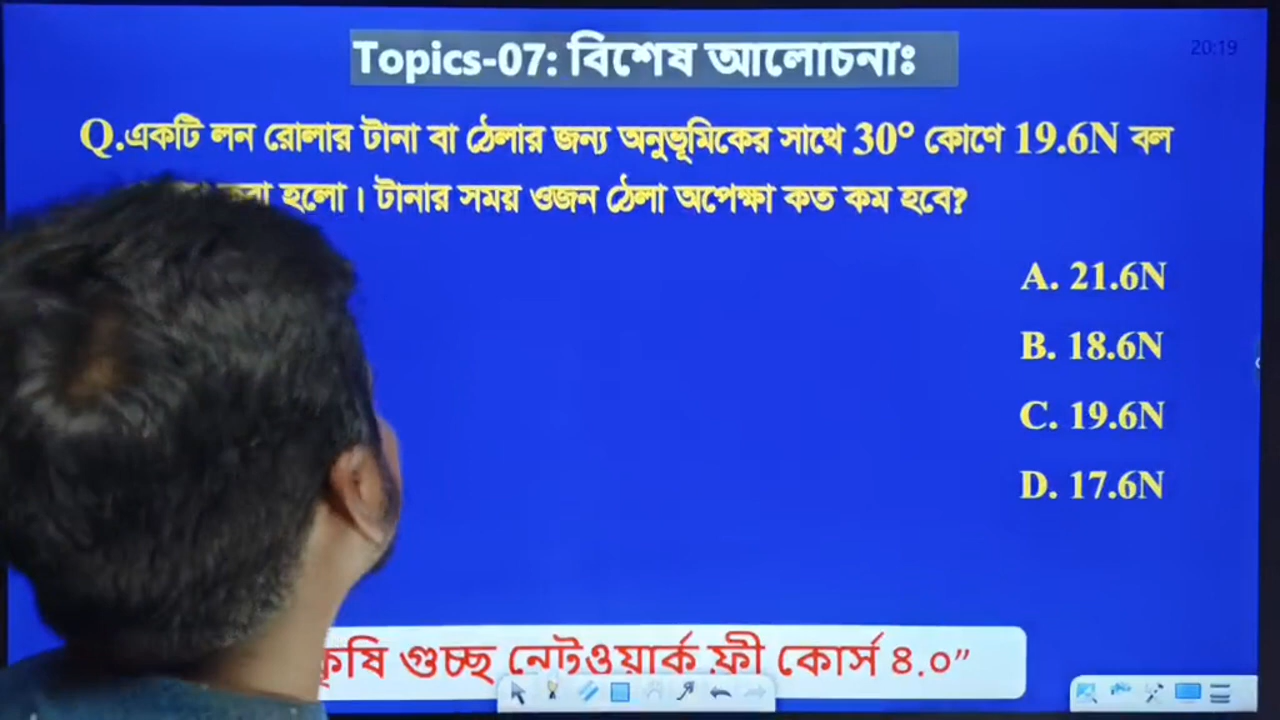 Topics-07: বিশেষ আলোচনাঃ
20:19
Q.একটি লন রোলার টানা বা ঠেলার জন্য অনুভূমিকের সাথে 30° কোণে 19.6N বল
হলো। টানার সময় ওজন ঠেলা অপেক্ষা কত কম হবে?
A. 21.6N
B. 18.6N
C. 19.6N
D. 17.6N
কৃষি গুচ্ছ নেটওয়ার্ক ফ্রী কোর্স ৪.০”